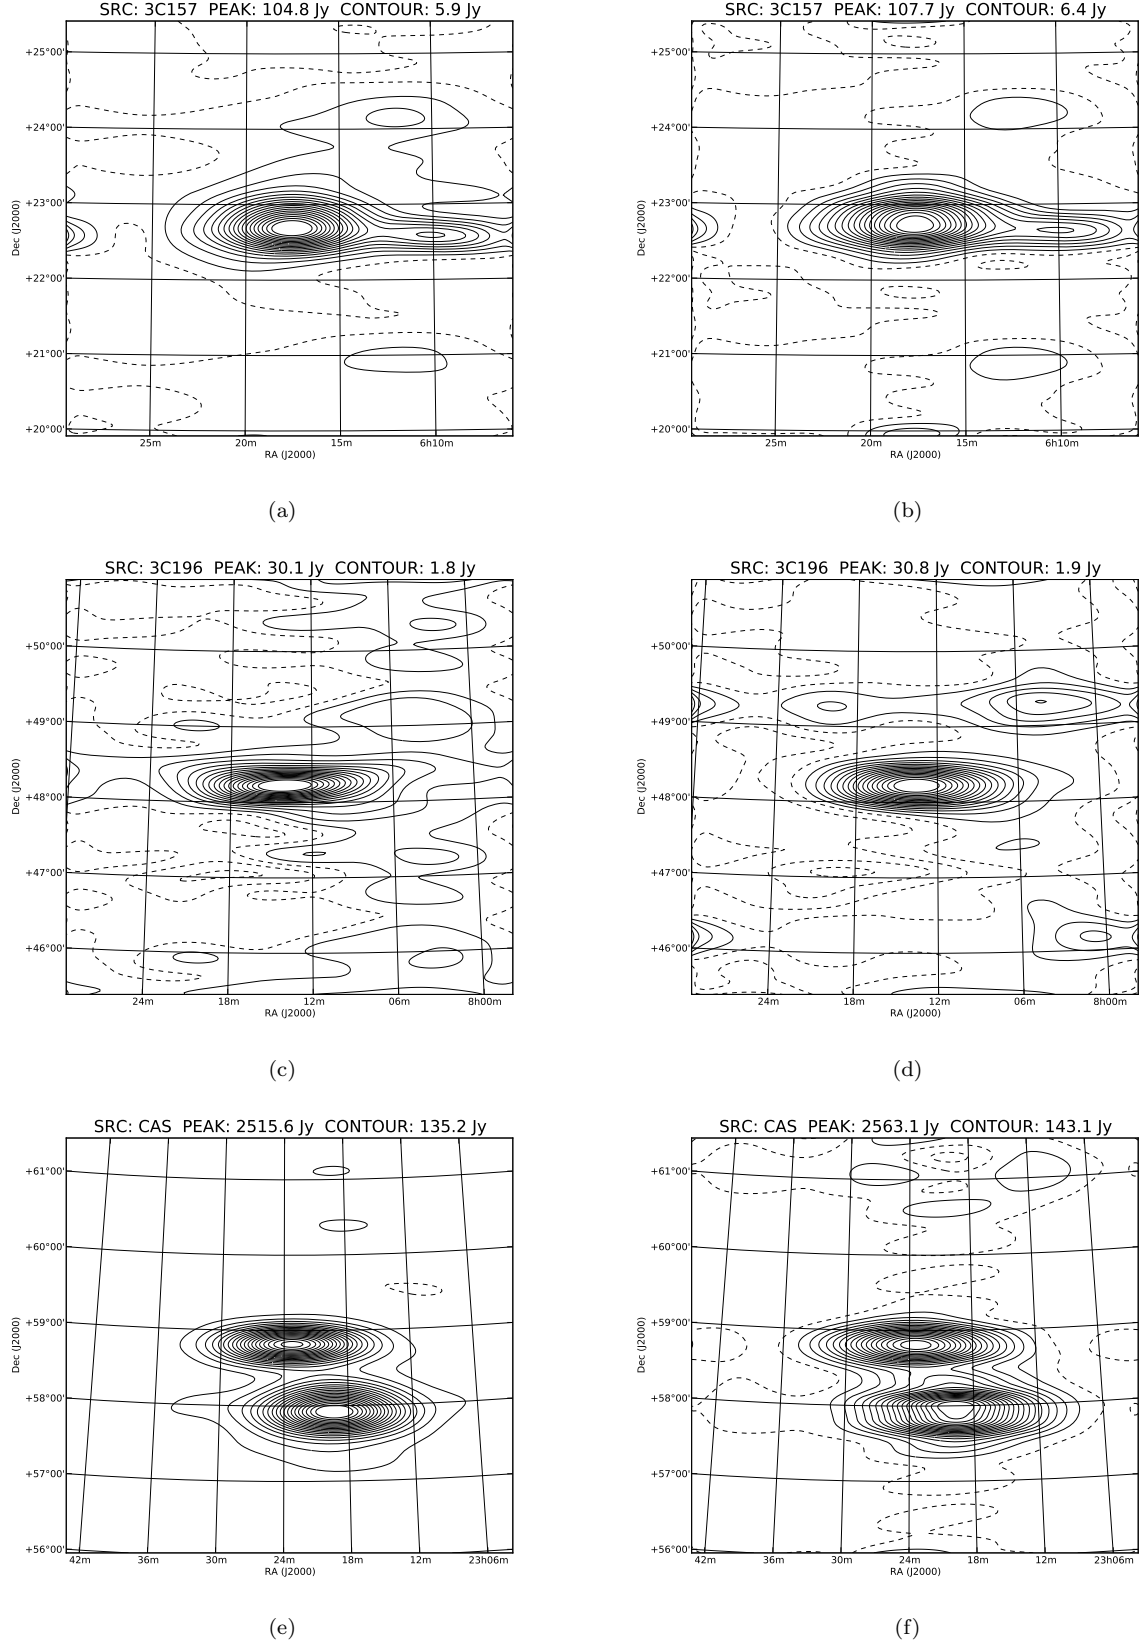 SRC: 3C157  PEAK: 104.8 Jy  CONTOUR: 5.9 Jy
+25°00'
+24°00'
+23°00'
+22°00'
+21°00'
+20°00'
Dec (J2000)
25m 20m 15m 6h10m
RA (J2000)
(a)
SRC: 3C157  PEAK: 107.7 Jy  CONTOUR: 6.4 Jy
+25°00'
+24°00'
+23°00'
+22°00'
+21°00'
+20°00'
Dec (J2000)
25m 20m 15m 6h10m
RA (J2000)
(b)
SRC: 3C196  PEAK: 30.1 Jy  CONTOUR: 1.8 Jy
+50°00'
+49°00'
+48°00'
+47°00'
+46°00'
Dec (J2000)
24m 18m 12m 06m 8h00m
RA (J2000)
(c)
SRC: 3C196  PEAK: 30.8 Jy  CONTOUR: 1.9 Jy
+50°00'
+49°00'
+48°00'
+47°00'
+46°00'
Dec (J2000)
24m 18m 12m 06m 8h00m
RA (J2000)
(d)
SRC: CAS  PEAK: 2515.6 Jy  CONTOUR: 135.2 Jy
+61°00'
+60°00'
+59°00'
+58°00'
+57°00'
+56°00'
Dec (J2000)
42m 36m 30m 24m 18m 12m 23h06m
RA (J2000)
(e)
SRC: CAS  PEAK: 2563.1 Jy  CONTOUR: 143.1 Jy
+61°00'
+60°00'
+59°00'
+58°00'
+57°00'
+56°00'
Dec (J2000)
42m 36m 30m 24m 18m 12m 23h06m
RA (J2000)
(f)